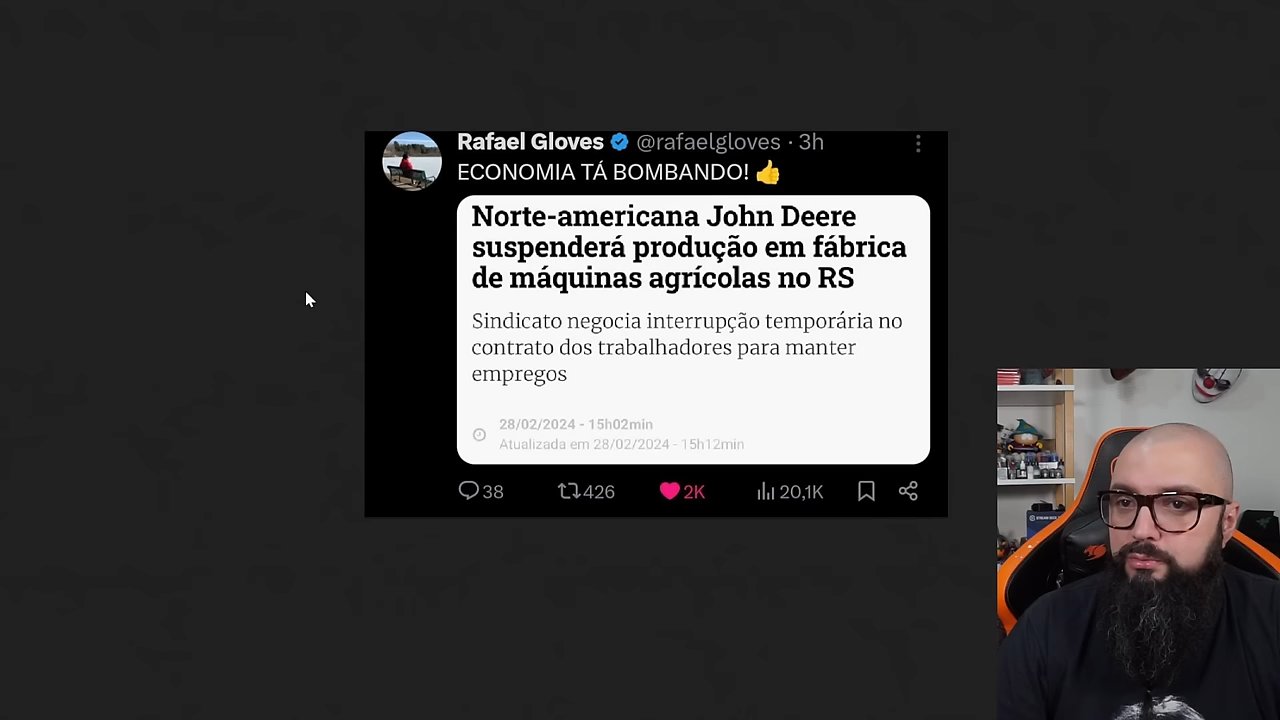 Rafael Gloves @rafaelgloves · 3h
ECONOMIA TÁ BOMBANDO! 👍
Norte-americana John Deere
suspenderá produção em fábrica
de máquinas agrícolas no RS
Sindicato negocia interrupção temporária no
contrato dos trabalhadores para manter
empregos
28/02/2024 - 15h02min
Atualizada em 28/02/2024 - 15h12min
38 426 2K 20,1K